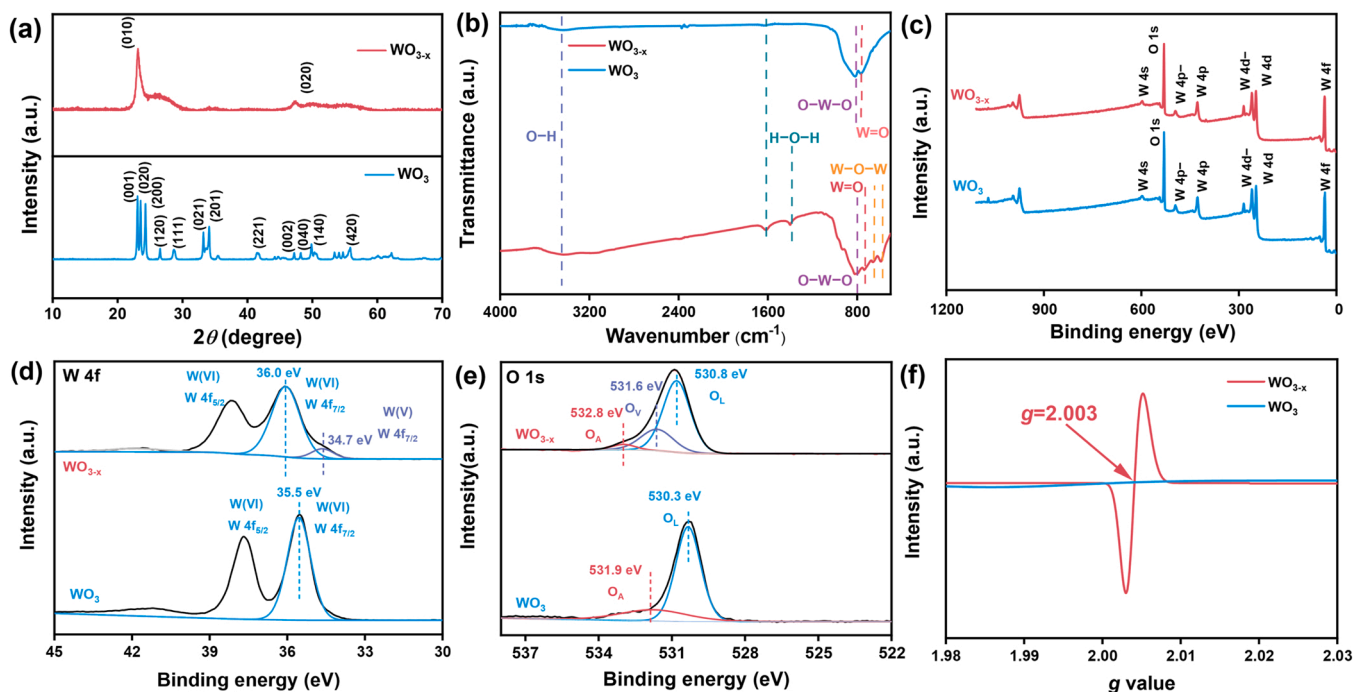 (a)
(010)
(020)
WO3-x
(001)
(020)
(200)
(120)
(111)
(021)
(201)
(221)
(002)
(040)
(140)
(420)
WO3
Intensity (a.u.)
10 20 30 40 50 60 70
2θ (degree)
(b)
WO3-x
WO3
O−H
H−O−H
O−W−O
W=O
W−O−W
W=O
O−W−O
Transmittance (a.u.)
4000 3200 2400 1600 800
Wavenumber (cm-1)
(c)
WO3-x
W 4s
O 1s
W 4p−
W 4p
W 4d−
W 4d
W 4f
WO3
W 4s
O 1s
W 4p-
W 4p
W 4d−
W 4d
W 4f
Intensity (a.u.)
1200 900 600 300 0
Binding energy (eV)
(d)
W 4f
W(VI)
W 4f5/2
36.0 eV
W(VI)
W 4f7/2
W(V)
W 4f7/2
34.7 eV
WO3-x
W(VI)
W 4f5/2
35.5 eV
W(VI)
W 4f7/2
WO3
Intensity (a.u.)
45 42 39 36 33 30
Binding energy (eV)
(e)
O 1s
532.8 eV
OA
531.6 eV
OV
530.8 eV
OL
WO3-x
530.3 eV
OL
531.9 eV
OA
WO3
Intensity(a.u.)
537 534 531 528 525 522
Binding energy (eV)
(f)
WO3-x
WO3
g=2.003
Intensity (a.u.)
1.98 1.99 2.00 2.01 2.02 2.03
g value